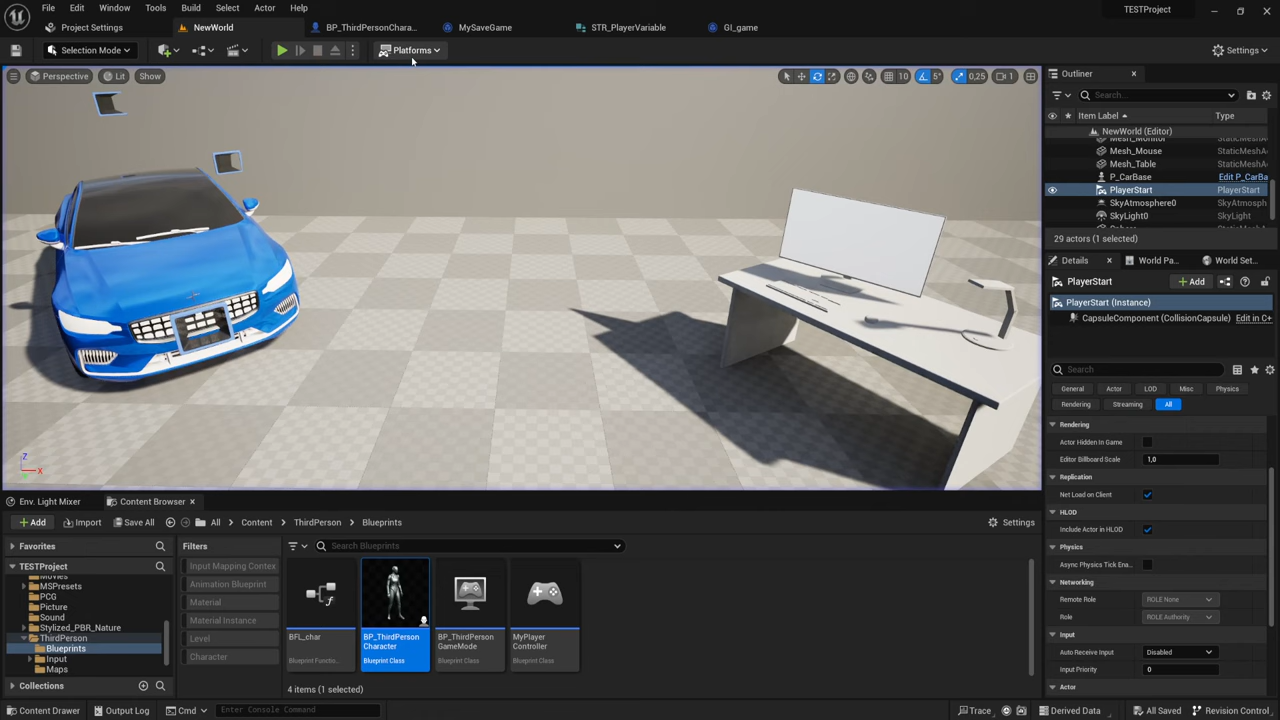 File Edit Window Tools Build Select Actor Help
TESTProject
Project Settings NewWorld BP_ThirdPersonChara... MySaveGame STR_PlayerVariable GI_game
Selection Mode Platforms Settings
Perspective Lit Show 10 5° 0,25 1
Outliner
Search...
Item Label Type
NewWorld (Editor)
Mesh_Monitor StaticMeshA
Mesh_Mouse StaticMeshA
Mesh_Table StaticMeshA
P_CarBase Edit P_CarBa
PlayerStart PlayerStart
SkyAtmosphere0 SkyAtmosph
SkyLight0 SkyLight
29 actors (1 selected)
Details World Pa... World Set...
PlayerStart Add
PlayerStart (Instance)
CapsuleComponent (CollisionCapsule) Edit in C+
Search
General Actor LOD Misc Physics
Rendering Streaming All
Rendering
Actor Hidden In Game
Editor Billboard Scale 1,0
Replication
Net Load on Client
HLOD
Include Actor in HLOD
Physics
Async Physics Tick Ena...
Networking
Remote Role ROLE None
Role ROLE Authority
Input
Auto Receive Input Disabled
Input Priority 0
Actor
Z
X
Env. Light Mixer Content Browser
Add Import Save All All Content ThirdPerson Blueprints Settings
Favorites
TESTProject
Movies
MSPresets
PCG
Picture
Sound
Stylized_PBR_Nature
ThirdPerson
Blueprints
Input
Maps
Collections
Filters
Input Mapping Contex
Animation Blueprint
Material
Material Instance
Level
Character
Search Blueprints
BFL_char
Blueprint Functio...
BP_ThirdPerson
Character
Blueprint Class
BP_ThirdPerson
GameMode
Blueprint Class
MyPlayer
Controller
Blueprint Class
4 items (1 selected)
Content Drawer Output Log Cmd Enter Console Command Trace Derived Data All Saved Revision Control